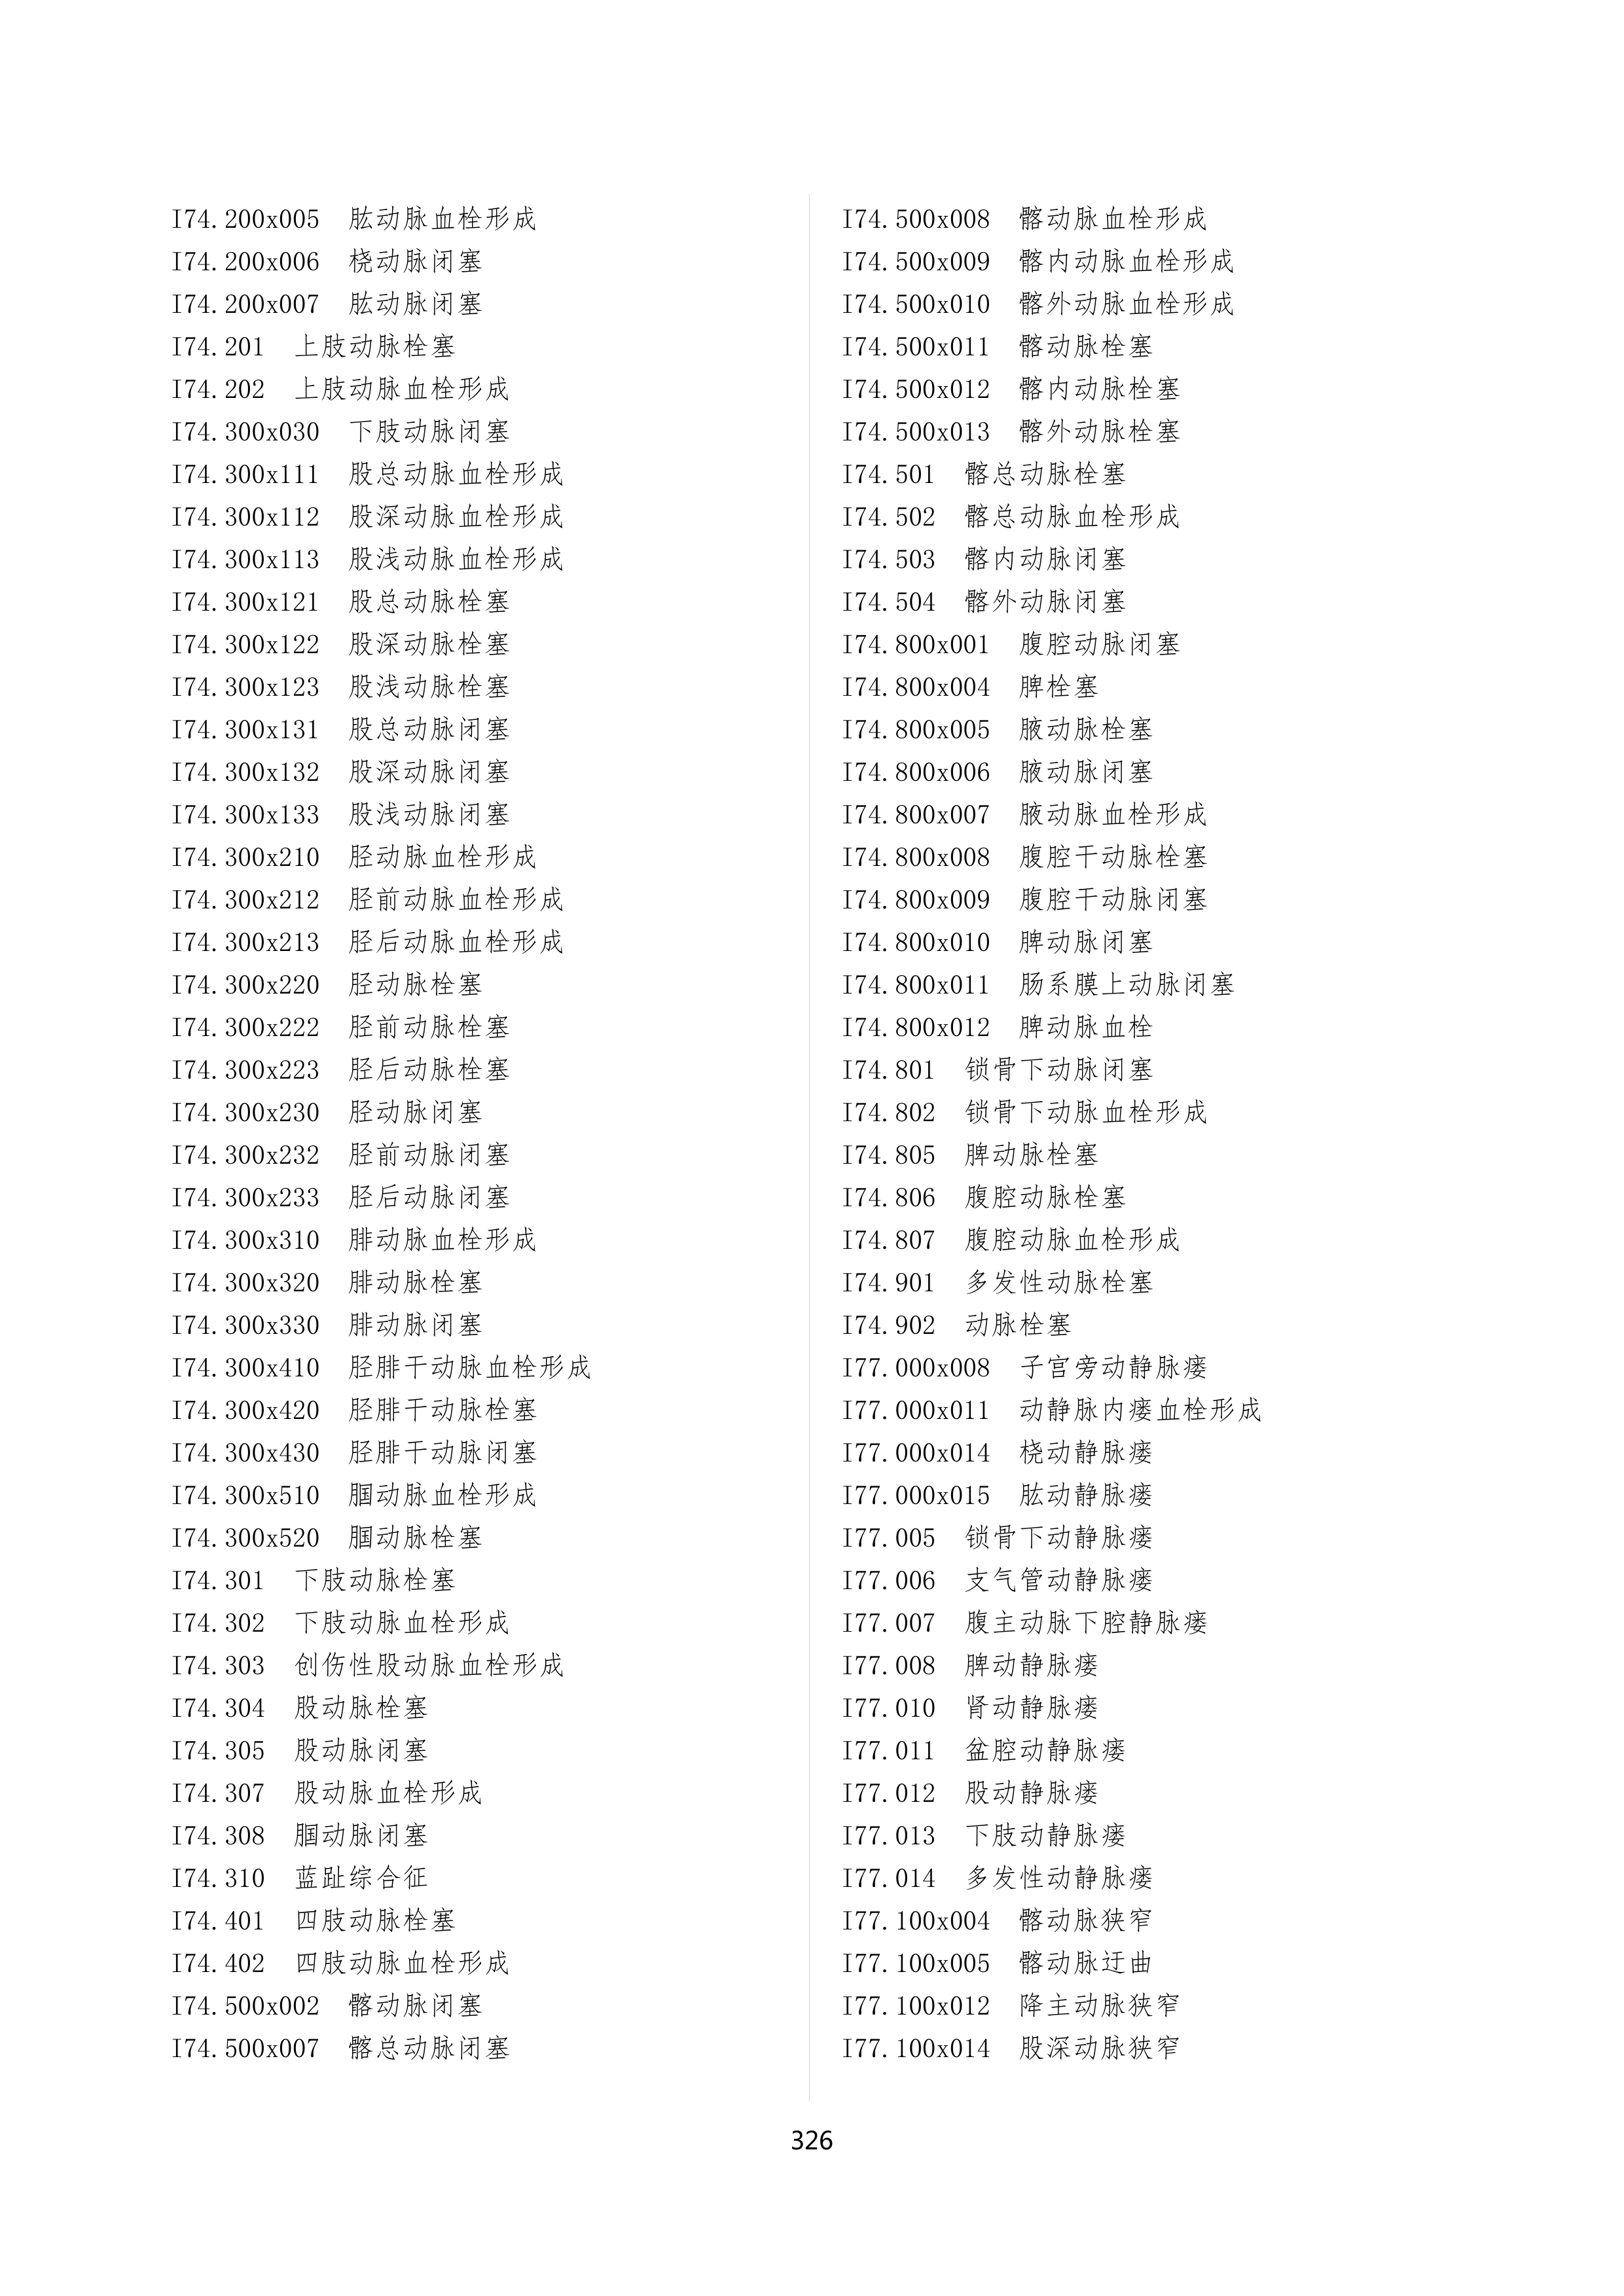 I74.200x005 肱动脉血栓形成
I74.200x006 桡动脉闭塞
I74.200x007 肱动脉闭塞
I74.201 上肢动脉栓塞
I74.202 上肢动脉血栓形成
I74.300x030 下肢动脉闭塞
I74.300x111 股总动脉血栓形成
I74.300x112 股深动脉血栓形成
I74.300x113 股浅动脉血栓形成
I74.300x121 股总动脉栓塞
I74.300x122 股深动脉栓塞
I74.300x123 股浅动脉栓塞
I74.300x131 股总动脉闭塞
I74.300x132 股深动脉闭塞
I74.300x133 股浅动脉闭塞
I74.300x210 胫动脉血栓形成
I74.300x212 胫前动脉血栓形成
I74.300x213 胫后动脉血栓形成
I74.300x220 胫动脉栓塞
I74.300x222 胫前动脉栓塞
I74.300x223 胫后动脉栓塞
I74.300x230 胫动脉闭塞
I74.300x232 胫前动脉闭塞
I74.300x233 胫后动脉闭塞
I74.300x310 腓动脉血栓形成
I74.300x320 腓动脉栓塞
I74.300x330 腓动脉闭塞
I74.300x410 胫腓干动脉血栓形成
I74.300x420 胫腓干动脉栓塞
I74.300x430 胫腓干动脉闭塞
I74.300x510 腘动脉血栓形成
I74.300x520 腘动脉栓塞
I74.301 下肢动脉栓塞
I74.302 下肢动脉血栓形成
I74.303 创伤性股动脉血栓形成
I74.304 股动脉栓塞
I74.305 股动脉闭塞
I74.307 股动脉血栓形成
I74.308 腘动脉闭塞
I74.310 蓝趾综合征
I74.401 四肢动脉栓塞
I74.402 四肢动脉血栓形成
I74.500x002 髂动脉闭塞
I74.500x007 髂总动脉闭塞
I74.500x008 髂动脉血栓形成
I74.500x009 髂内动脉血栓形成
I74.500x010 髂外动脉血栓形成
I74.500x011 髂动脉栓塞
I74.500x012 髂内动脉栓塞
I74.500x013 髂外动脉栓塞
I74.501 髂总动脉栓塞
I74.502 髂总动脉血栓形成
I74.503 髂内动脉闭塞
I74.504 髂外动脉闭塞
I74.800x001 腹腔动脉闭塞
I74.800x004 脾栓塞
I74.800x005 腋动脉栓塞
I74.800x006 腋动脉闭塞
I74.800x007 腋动脉血栓形成
I74.800x008 腹腔干动脉栓塞
I74.800x009 腹腔干动脉闭塞
I74.800x010 脾动脉闭塞
I74.800x011 肠系膜上动脉闭塞
I74.800x012 脾动脉血栓
I74.801 锁骨下动脉闭塞
I74.802 锁骨下动脉血栓形成
I74.805 脾动脉栓塞
I74.806 腹腔动脉栓塞
I74.807 腹腔动脉血栓形成
I74.901 多发性动脉栓塞
I74.902 动脉栓塞
I77.000x008 子宫旁动静脉瘘
I77.000x011 动静脉内瘘血栓形成
I77.000x014 桡动静脉瘘
I77.000x015 肱动静脉瘘
I77.005 锁骨下动静脉瘘
I77.006 支气管动静脉瘘
I77.007 腹主动脉下腔静脉瘘
I77.008 脾动静脉瘘
I77.010 肾动静脉瘘
I77.011 盆腔动静脉瘘
I77.012 股动静脉瘘
I77.013 下肢动静脉瘘
I77.014 多发性动静脉瘘
I77.100x004 髂动脉狭窄
I77.100x005 髂动脉迂曲
I77.100x012 降主动脉狭窄
I77.100x014 股深动脉狭窄
326